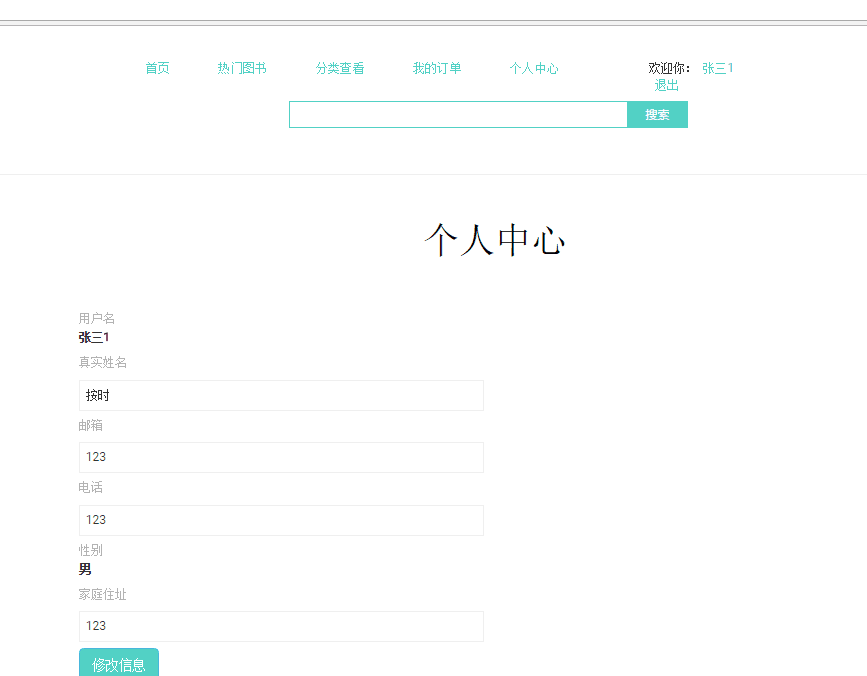 首页 热门图书 分类查看 我的订单 个人中心 欢迎你： 张三1
退出
搜索
个人中心
用户名
张三1
真实姓名
按时
邮箱
123
电话
123
性别
男
家庭住址
123
修改信息